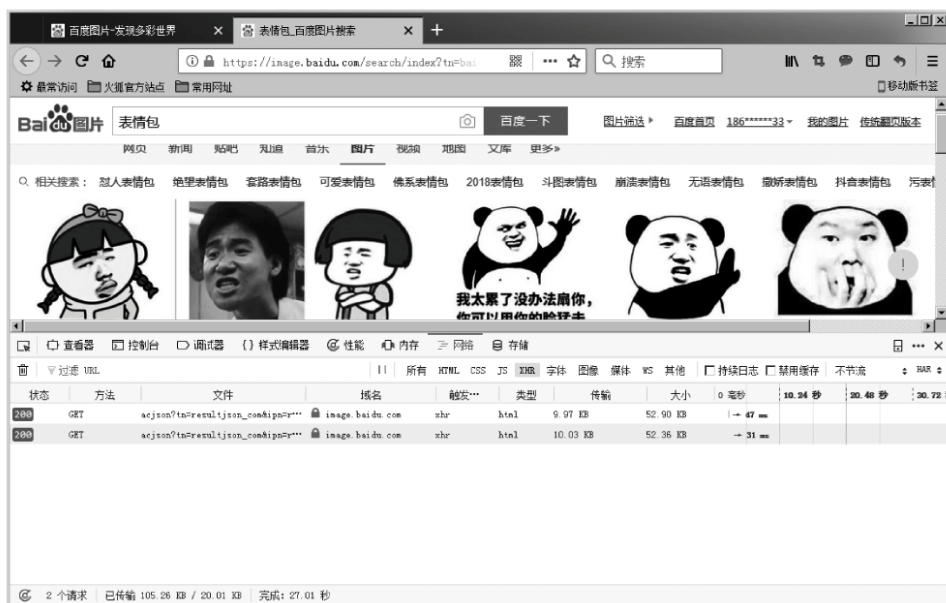 百度图片-发现多彩世界 × 表情包_百度图片搜索 × +
https://image.baidu.com/search/index?tn=bai ··· 搜索
最常访问 火狐官方站点 常用网址 移动版书签
Bai du 图片 表情包 百度一下 图片筛选 百度首页 186******33 我的图片 传统翻页版本
网页 新闻 贴吧 知道 音乐 图片 视频 地图 文库 更多»
相关搜索: 怼人表情包 绝望表情包 套路表情包 可爱表情包 佛系表情包 2018表情包 斗图表情包 崩溃表情包 无语表情包 撒娇表情包 抖音表情包 污表情
我太累了没办法扇你,
你可以用你的脸猛击
查看器 控制台 调试器 {} 样式编辑器 性能 内存 网络 存储
过滤 URL 所有 HTML CSS JS XHR 字体 图像 媒体 WS 其他 持续日志 禁用缓存 不节流 HAR
状态 方法 文件 域名 触发… 类型 传输 大小 0 毫秒 10.24 秒 20.48 秒 30.72
200 GET acjson?tn=resultjson_com&ipn=r… image.baidu.com xhr html 9.97 KB 52.90 KB → 47 ms
200 GET acjson?tn=resultjson_com&ipn=r… image.baidu.com xhr html 10.03 KB 52.36 KB → 31 ms
2 个请求 已传输 105.26 KB / 20.01 KB 完成: 27.01 秒